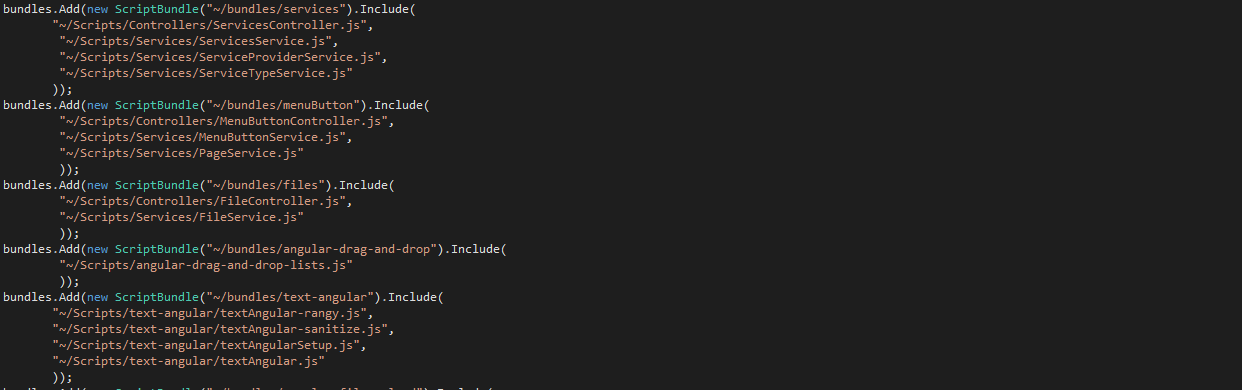 bundles.Add(new ScriptBundle("~/bundles/services").Include(
"~/Scripts/Controllers/ServicesController.js",
"~/Scripts/Services/ServicesService.js",
"~/Scripts/Services/ServiceProviderService.js",
"~/Scripts/Services/ServiceTypeService.js"
));
bundles.Add(new ScriptBundle("~/bundles/menuButton").Include(
"~/Scripts/Controllers/MenuButtonController.js",
"~/Scripts/Services/MenuButtonService.js",
"~/Scripts/Services/PageService.js"
));
bundles.Add(new ScriptBundle("~/bundles/files").Include(
"~/Scripts/Controllers/FileController.js",
"~/Scripts/Services/FileService.js"
));
bundles.Add(new ScriptBundle("~/bundles/angular-drag-and-drop").Include(
"~/Scripts/angular-drag-and-drop-lists.js"
));
bundles.Add(new ScriptBundle("~/bundles/text-angular").Include(
"~/Scripts/text-angular/textAngular-rangy.js",
"~/Scripts/text-angular/textAngular-sanitize.js",
"~/Scripts/text-angular/textAngularSetup.js",
"~/Scripts/text-angular/textAngular.js"
));